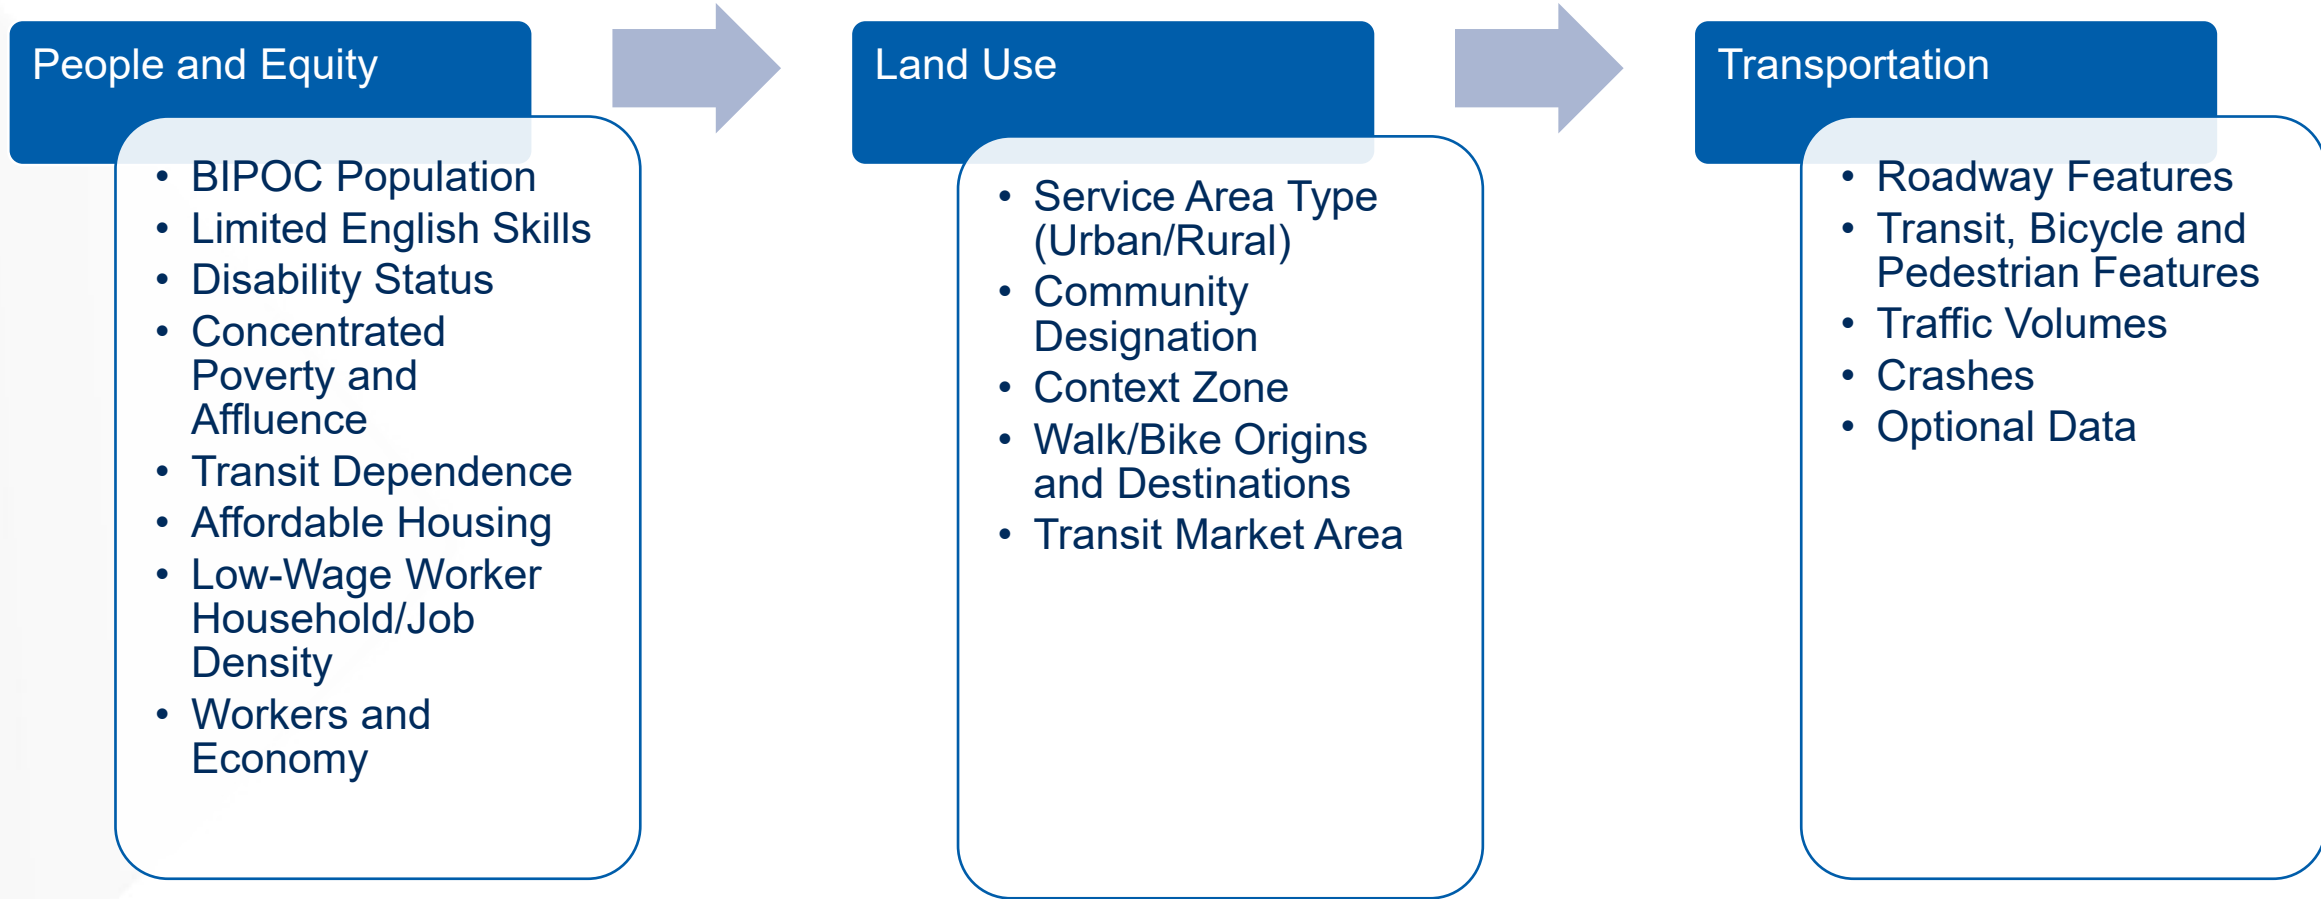 People and Equity
• BIPOC Population
• Limited English Skills
• Disability Status
• Concentrated
Poverty and
Affluence
• Transit Dependence
• Affordable Housing
• Low-Wage Worker
Household/Job
Density
• Workers and
Economy
Land Use
• Service Area Type
(Urban/Rural)
• Community
Designation
• Context Zone
• Walk/Bike Origins
and Destinations
• Transit Market Area
Transportation
• Roadway Features
• Transit, Bicycle and
Pedestrian Features
• Traffic Volumes
• Crashes
• Optional Data